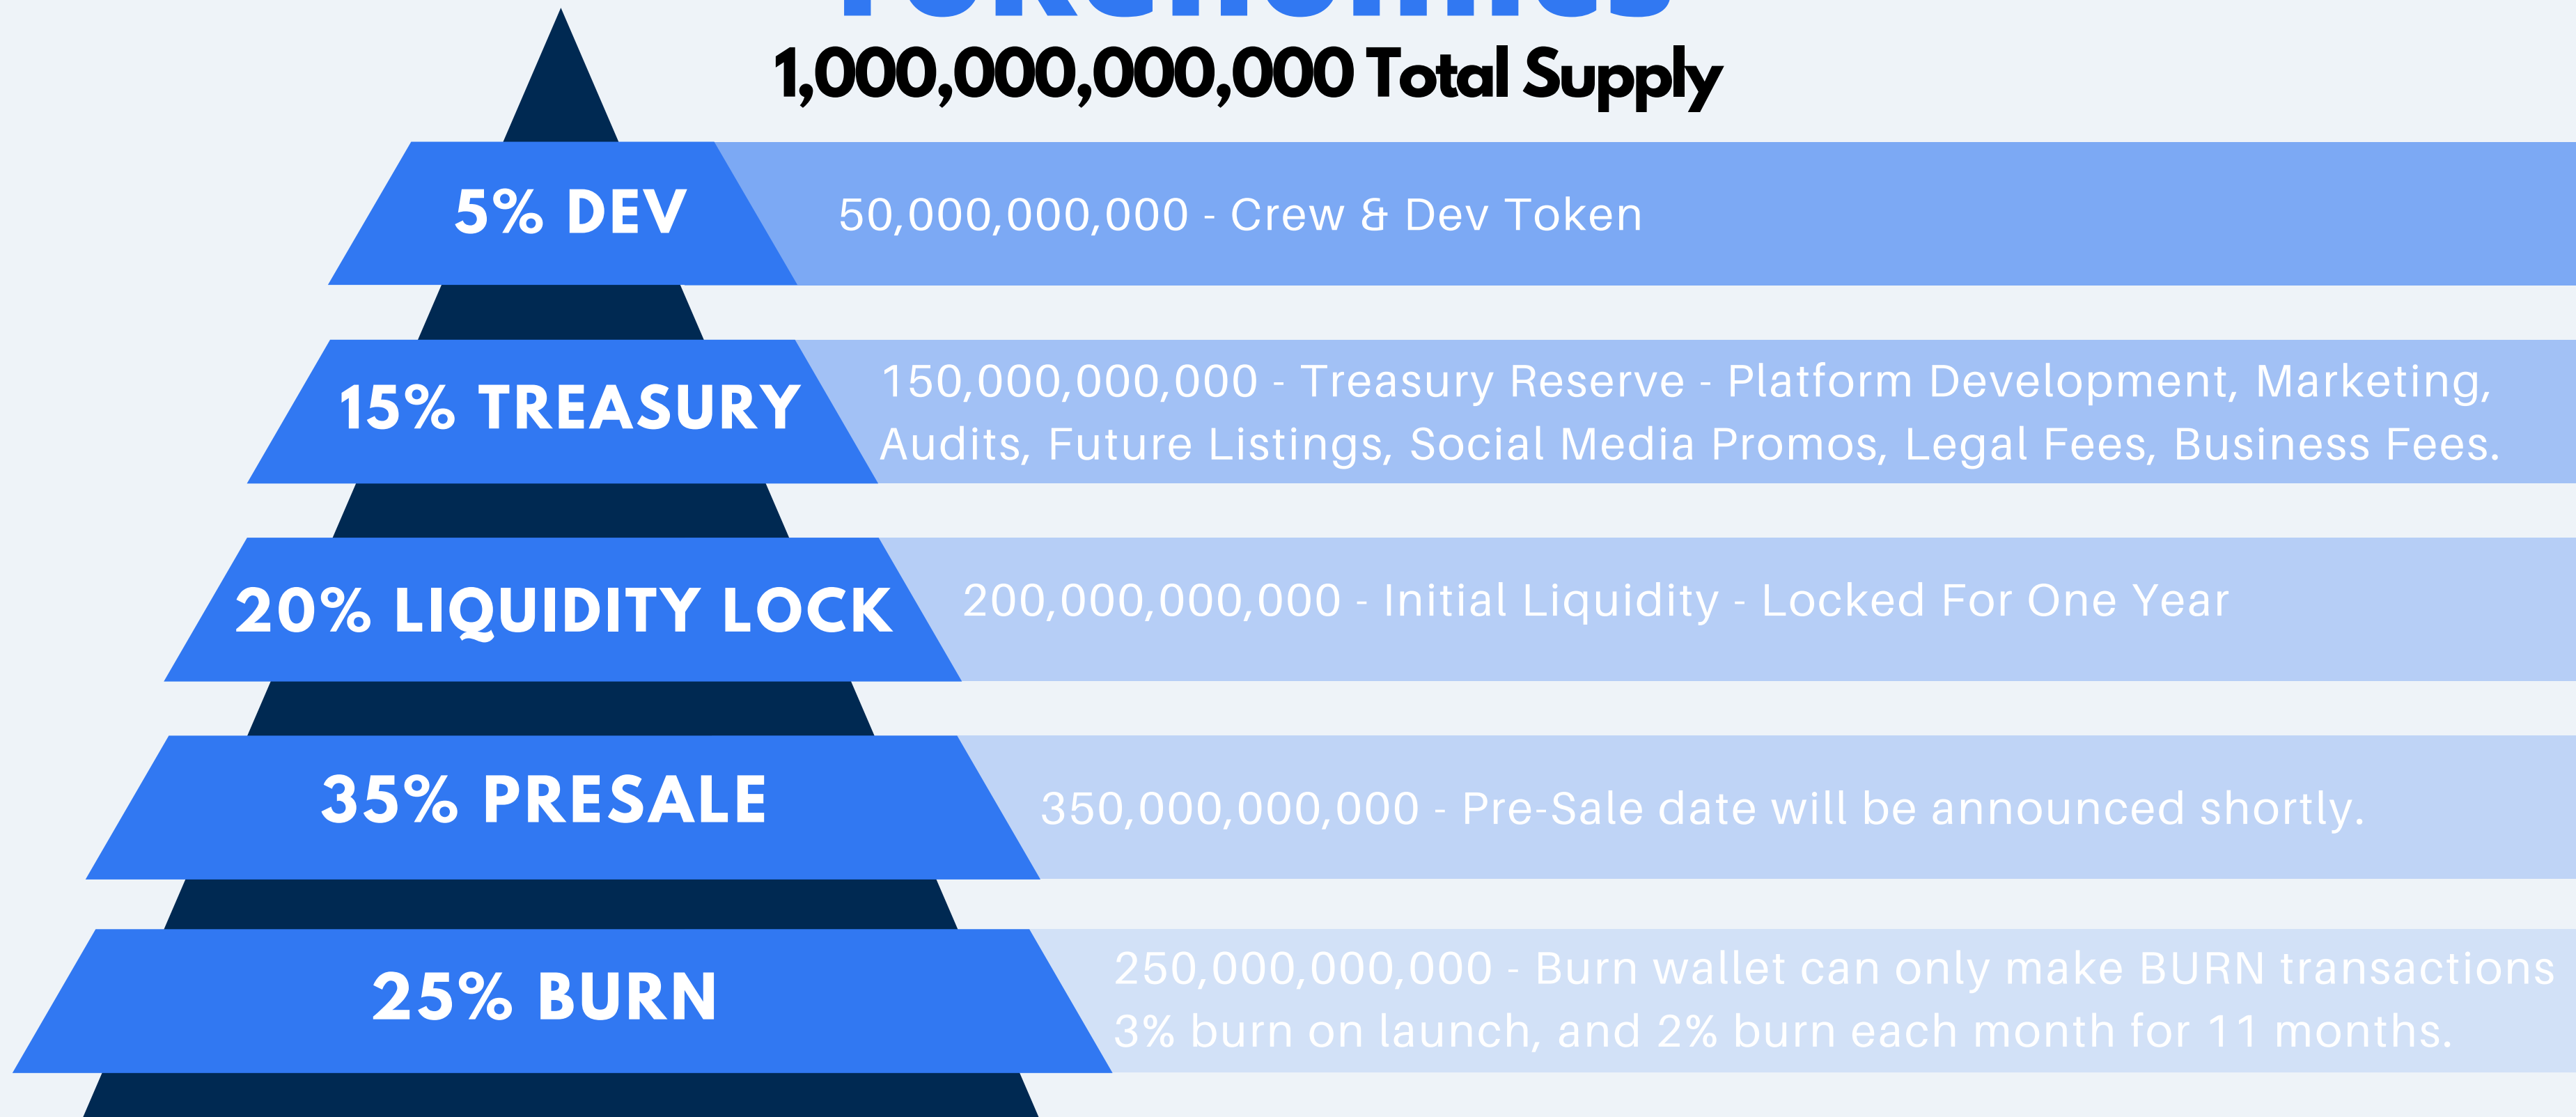 Tokenomics
1,000,000,000,000 Total Supply
5% DEV
50,000,000,000 - Crew & Dev Token
15% TREASURY
150,000,000,000 - Treasury Reserve - Platform Development, Marketing,
Audits, Future Listings, Social Media Promos, Legal Fees, Business Fees.
20% LIQUIDITY LOCK
200,000,000,000 - Initial Liquidity - Locked For One Year
35% PRESALE
350,000,000,000 - Pre-Sale date will be announced shortly.
25% BURN
250,000,000,000 - Burn wallet can only make BURN transactions
3% burn on launch, and 2% burn each month for 11 months.